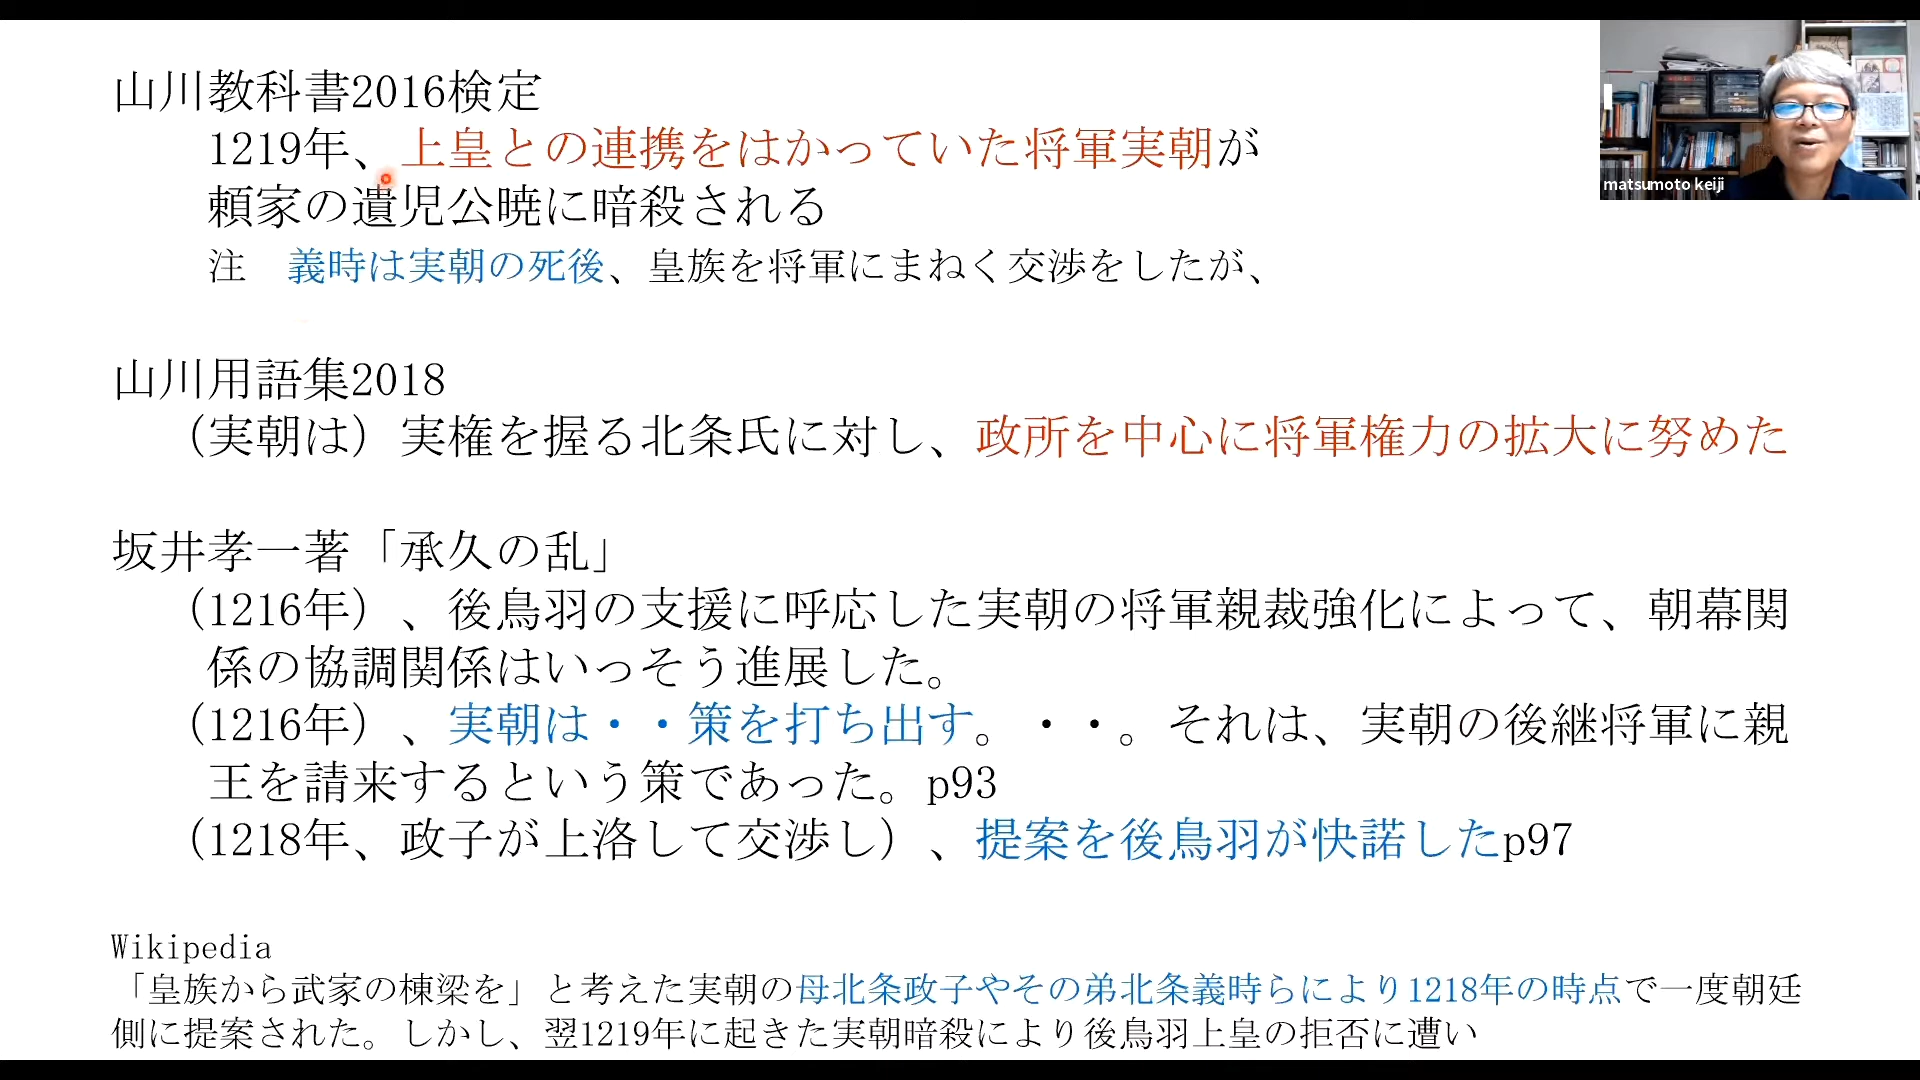 山川教科書2016検定
1219年、上皇との連携をはかっていた将軍実朝が
頼家の遺児公暁に暗殺される
注　義時は実朝の死後、皇族を将軍にまねく交渉をしたが、
山川用語集2018
（実朝は）実権を握る北条氏に対し、政所を中心に将軍権力の拡大に努めた
坂井孝一著「承久の乱」
（1216年）、後鳥羽の支援に呼応した実朝の将軍親裁強化によって、朝幕関
係の協調関係はいっそう進展した。
（1216年）、実朝は・・策を打ち出す。・・。それは、実朝の後継将軍に親
王を請来するという策であった。p93
（1218年、政子が上洛して交渉し）、提案を後鳥羽が快諾したp97
Wikipedia
「皇族から武家の棟梁を」と考えた実朝の母北条政子やその弟北条義時らにより1218年の時点で一度朝廷
側に提案された。しかし、翌1219年に起きた実朝暗殺により後鳥羽上皇の拒否に遭い
matsumoto keiji